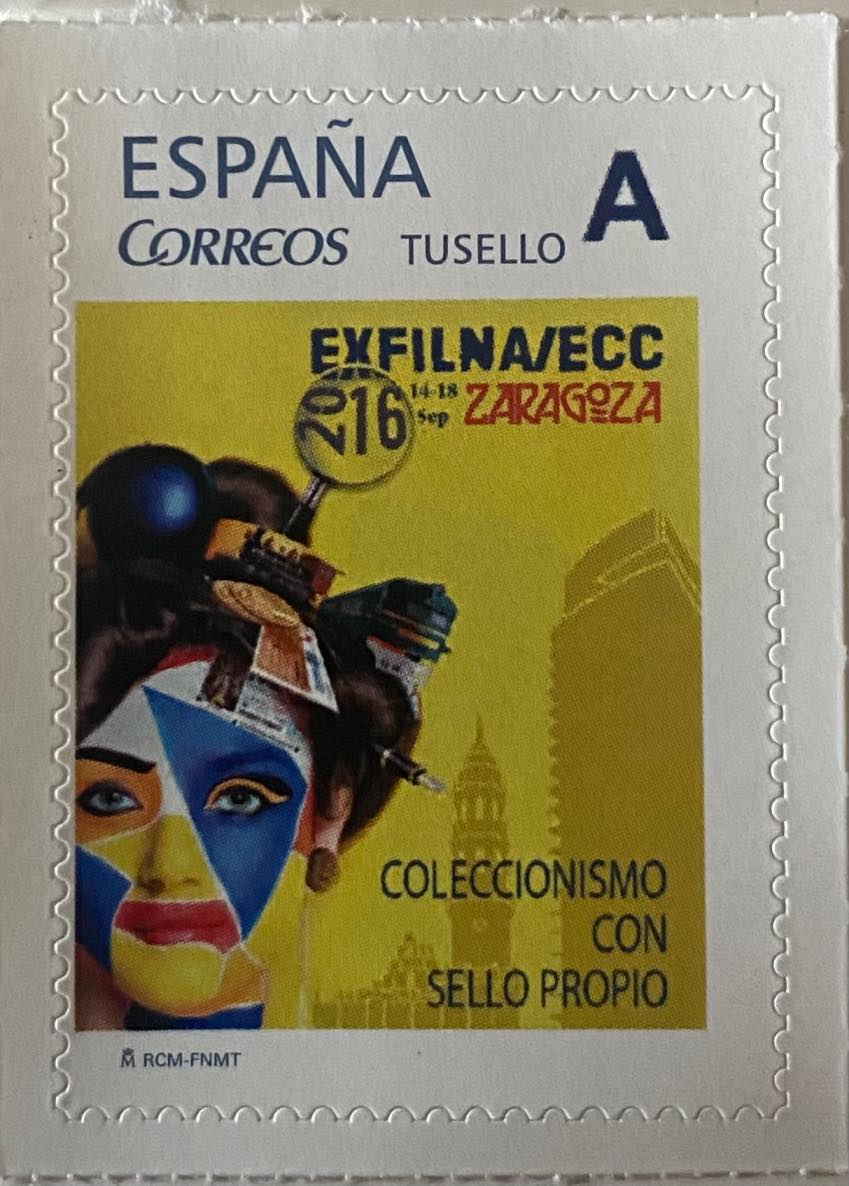 ESPAÑA
CORREOS TUSELLO A
EXFILNA/ECC
2016 14-18 Sep ZARAGOZA
COLECCIONISMO
CON
SELLO PROPIO
M RCM-FNMT